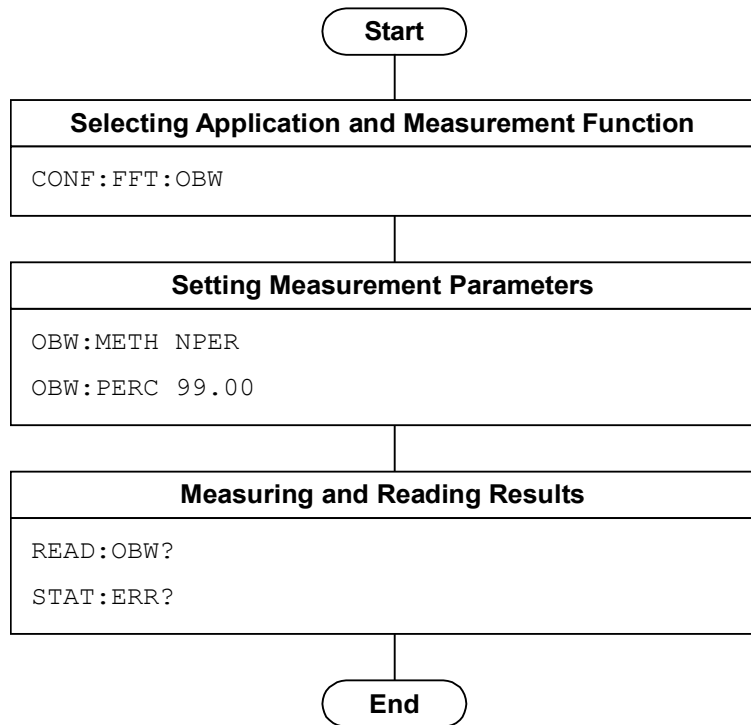 Start
Selecting Application and Measurement Function
CONF:FFT:OBW
Setting Measurement Parameters
OBW:METH NPER
OBW:PERC 99.00
Measuring and Reading Results
READ:OBW?
STAT:ERR?
End